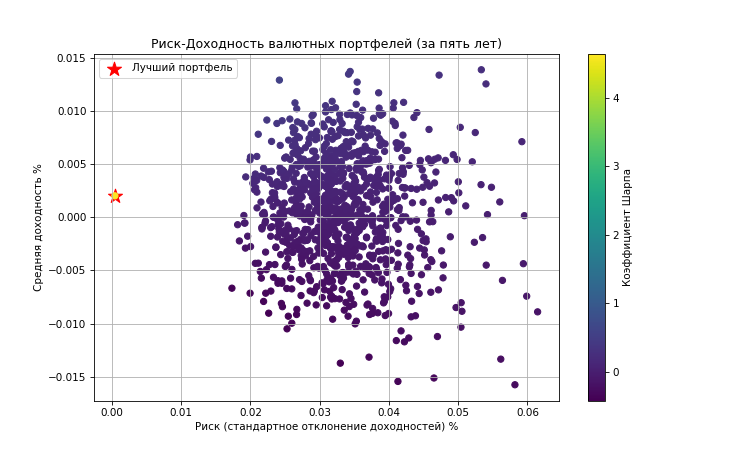 Риск-Доходность валютных портфелей (за пять лет)
Лучший портфель
Средняя доходность %
0.015
0.010
0.005
0.000
−0.005
−0.010
−0.015
0.00 0.01 0.02 0.03 0.04 0.05 0.06
Риск (стандартное отклонение доходностей) %
4
3
2
1
0
Коэффициент Шарпа